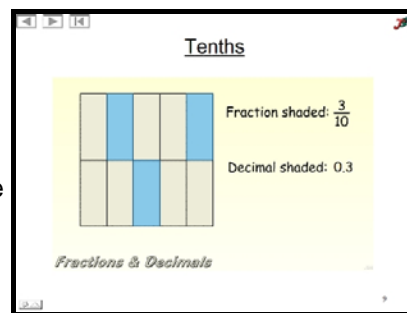 Tenths
Fraction shaded: 3/10
Decimal shaded: 0.3
e
Fractions & Decimals
9